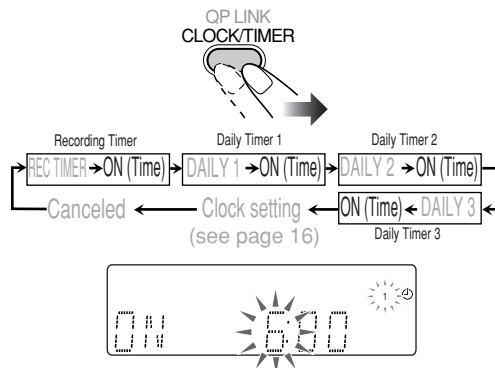 QP LINK
CLOCK/TIMER
Recording Timer Daily Timer 1 Daily Timer 2
REC TIMER → ON (Time) → DAILY 1 → ON (Time) → DAILY 2 → ON (Time)
Canceled ← Clock setting ← ON (Time) ← DAILY 3
(see page 16) Daily Timer 3
1
ON 6:00